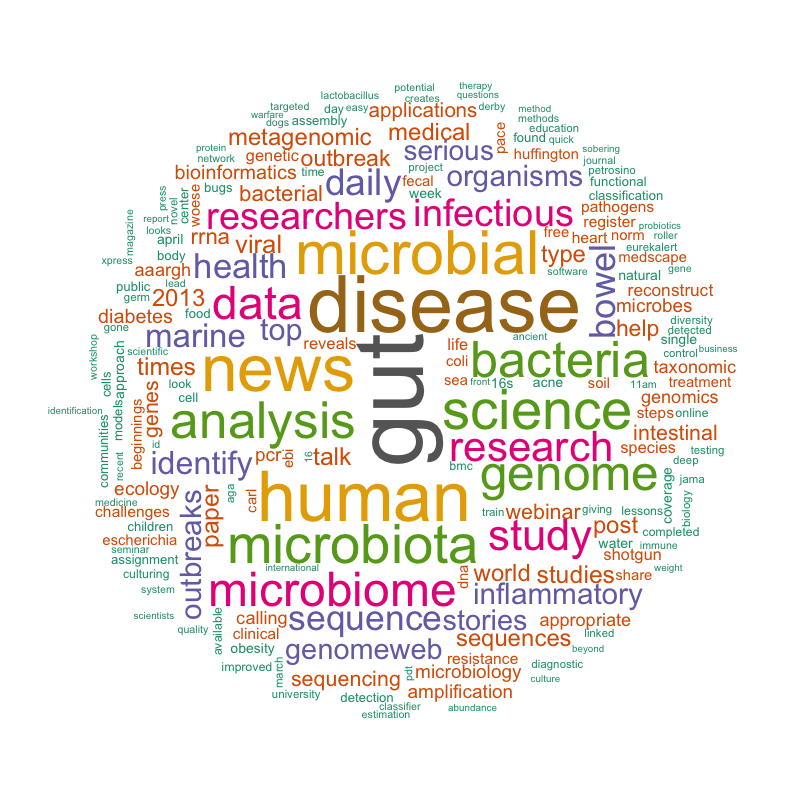 potential
therapy
lactobacillus
creates
questions
targeted
day
easy
applications
derby
method
warfare
dogs
assembly
metagenomic
medical
pace
found
methods
education
quick
protein
network
genetic
outbreak
serious
huffington
sobering
journal
bioinformatics
time
project
petrosino
functional
bugs
bacterial
daily
fecal
week
organisms
classification
press
novel
center
woese
researchers
infectious
pathogens
report
looks
magazine
april
rrna
viral
microbial
free
type
heart
norm
register
probiotics
roller
eurekalert
body
xpress
aaargh
lead
health
software
bowel
medscape
gene
natural
public
germ
2013
data
disease
reconstruct
microbes
food
diabetes
gone
marine
top
help
diversity
detected
single
reveals
gut
life
ancient
control
business
workshop
scientific
times
news
coli
bacteria
taxonomic
cells
approach
models
look
cell
genes
sea
front
16s
acne
soil
11am
treatment
genomics
identification
beginnings
analysis
science
steps
online
communities
recent
id
identify
pcr
ebi
16
talk
research
intestinal
species
testing
bmc
deep
medicine
ecology
aga
carl
human
genome
jama
challenges
paper
outbreaks
train
webinar
giving
lessons
coverage
biology
children
escherichia
seminar
microbiota
study
post
completed
water
immune
assignment
shotgun
culturing
international
dna
world
studies
share
weight
system
microbiome
inflammatory
scientists
available
calling
sequence
stories
appropriate
quality
clinical
sequences
linked
obesity
genomeweb
beyond
improved
march
resistance
diagnostic
pdt
microbiology
culture
university
sequencing
detection
amplification
classifier
abundance
estimation